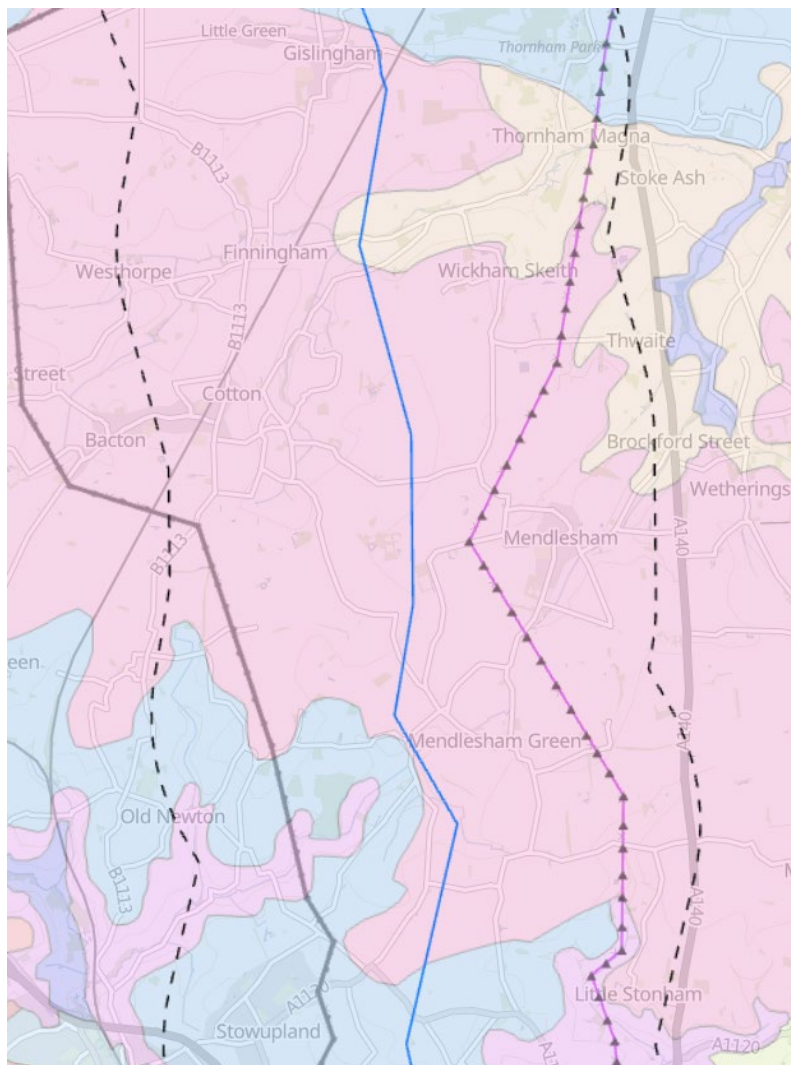 Little Green
Gislingham
Thornham Park
Thornham Magna
B1113
Stoke Ash
Finningham
Westhorpe
Wickham Skeith
B1113
Thwaite
Street
Cotton
Bacton
Brockford Street
Wetherings
A140
Mendlesham
B1113
een
A140
Mendlesham Green
Old Newton
B1113
A140
Little Stonham
A1120
Stowupland
A1120